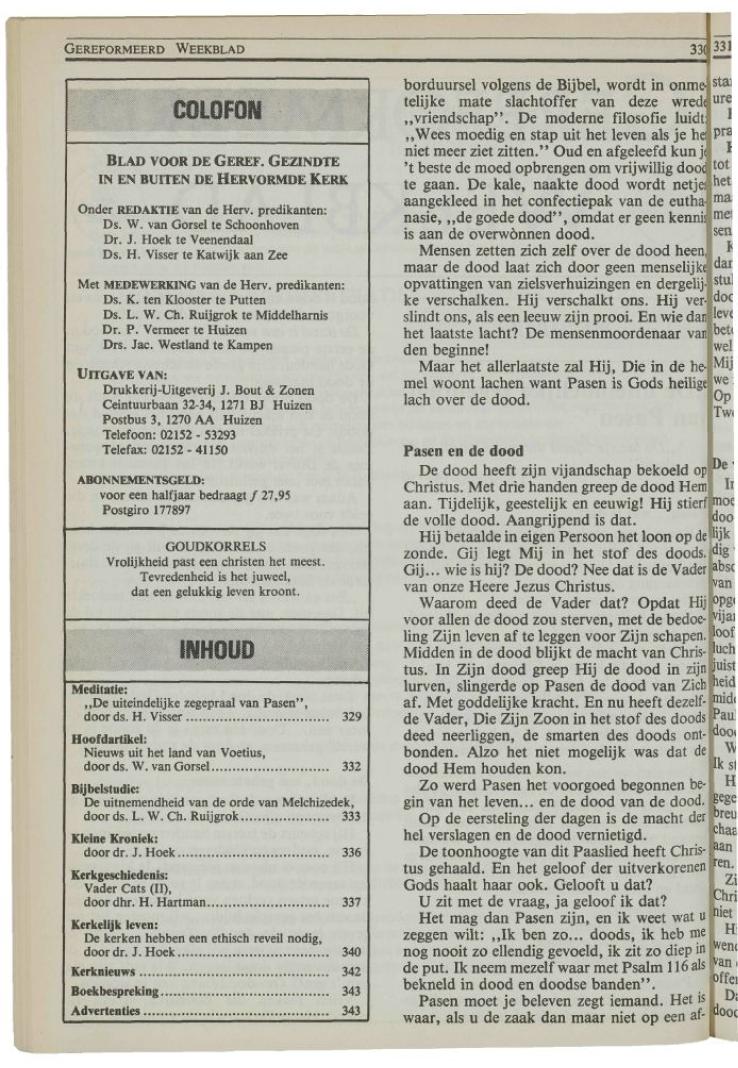 GEREFORMEERD WEEKBLAD
330
COLOFON
BLAD VOOR DE GEREF. GEZINDTE
IN EN BUITEN DE HERVORMDE KERK
Onder REDAKTIE van de Herv. predikanten:
Ds. W. van Gorsel te Schoonhoven
Dr. J. Hoek te Veenendaal
Ds. H. Visser te Katwijk aan Zee
Met MEDEWERKING van de Herv. predikanten:
Ds. K. ten Klooster te Putten
Ds. L. W. Ch. Ruijgrok te Middelharnis
Dr. P. Vermeer te Huizen
Drs. Jac. Westland te Kampen
UITGAVE VAN:
Drukkerij-Uitgeverij J. Bout & Zonen
Ceintuurbaan 32-34, 1271 BJ Huizen
Postbus 3, 1270 AA Huizen
Telefoon: 02152 - 53293
Telefax: 02152 - 41150
ABONNEMENTSGELD:
voor een halfjaar bedraagt ƒ 27,95
Postgiro 177897
GOUDKORRELS
Vrolijkheid past een christen het meest.
Tevredenheid is het juweel,
dat een gelukkig leven kroont.
INHOUD
Meditatie:
,,De uiteindelijke zegepraal van Pasen",
door ds. H. Visser ................................ 329
Hoofdartikel:
Nieuws uit het land van Voetius,
door ds. W. van Gorsel........................... 332
Bijbelstudie:
De uitnemendheid van de orde van Melchizedek,
door ds. L. W. Ch. Ruijgrok.................... 333
Kleine Kroniek:
door dr. J. Hoek.................................. 336
Kerkgeschiedenis:
Vader Cats (II),
door dhr. H. Hartman............................ 337
Kerkelijk leven:
De kerken hebben een ethisch reveil nodig,
door dr. J. Hoek.................................. 340
Kerknieuws ........................................ 342
Boekbespreking.................................... 343
Advertenties ....................................... 343
borduursel volgens de Bijbel, wordt in onme-
telijke mate slachtoffer van deze wrede
,,vriendschap". De moderne filosofie luidt:
,,Wees moedig en stap uit het leven als je het
niet meer ziet zitten." Oud en afgeleefd kun je
't beste de moed opbrengen om vrijwillig dood
te gaan. De kale, naakte dood wordt netjes
aangekleed in het confectiepak van de eutha-
nasie, ,,de goede dood", omdat er geen kennis
is aan de overwònnen dood.
Mensen zetten zich zelf over de dood heen,
maar de dood laat zich door geen menselijke
opvattingen van zielsverhuizingen en dergelij-
ke verschalken. Hij verschalkt ons. Hij ver-
slindt ons, als een leeuw zijn prooi. En wie dan
het laatste lacht? De mensenmoordenaar van
den beginne!
Maar het allerlaatste zal Hij, Die in de he-
mel woont lachen want Pasen is Gods heilige
lach over de dood.
Pasen en de dood
De dood heeft zijn vijandschap bekoeld op
Christus. Met drie handen greep de dood Hem
aan. Tijdelijk, geestelijk en eeuwig! Hij stierf
de volle dood. Aangrijpend is dat.
Hij betaalde in eigen Persoon het loon op de
zonde. Gij legt Mij in het stof des doods.
Gij... wie is hij? De dood? Nee dat is de Vader
van onze Heere Jezus Christus.
Waarom deed de Vader dat? Opdat Hij
voor allen de dood zou sterven, met de bedoe-
ling Zijn leven af te leggen voor Zijn schapen.
Midden in de dood blijkt de macht van Chris-
tus. In Zijn dood greep Hij de dood in zijn
lurven, slingerde op Pasen de dood van Zich
af. Met goddelijke kracht. En nu heeft dezelf-
de Vader, Die Zijn Zoon in het stof des doods
deed neerliggen, de smarten des doods ont-
bonden. Alzo het niet mogelijk was dat de
dood Hem houden kon.
Zo werd Pasen het voorgoed begonnen be-
gin van het leven... en de dood van de dood.
Op de eersteling der dagen is de macht der
hel verslagen en de dood vernietigd.
De toonhoogte van dit Paaslied heeft Chris-
tus gehaald. En het geloof der uitverkorenen
Gods haalt haar ook. Gelooft u dat?
U zit met de vraag, ja geloof ik dat?
Het mag dan Pasen zijn, en ik weet wat u
zeggen wilt: ,,Ik ben zo... doods, ik heb me
nog nooit zo ellendig gevoeld, ik zit zo diep in
de put. Ik neem mezelf waar met Psalm 116 als
bekneld in dood en doodse banden".
Pasen moet je beleven zegt iemand. Het is
waar, als u de zaak dan maar niet op een af-
331